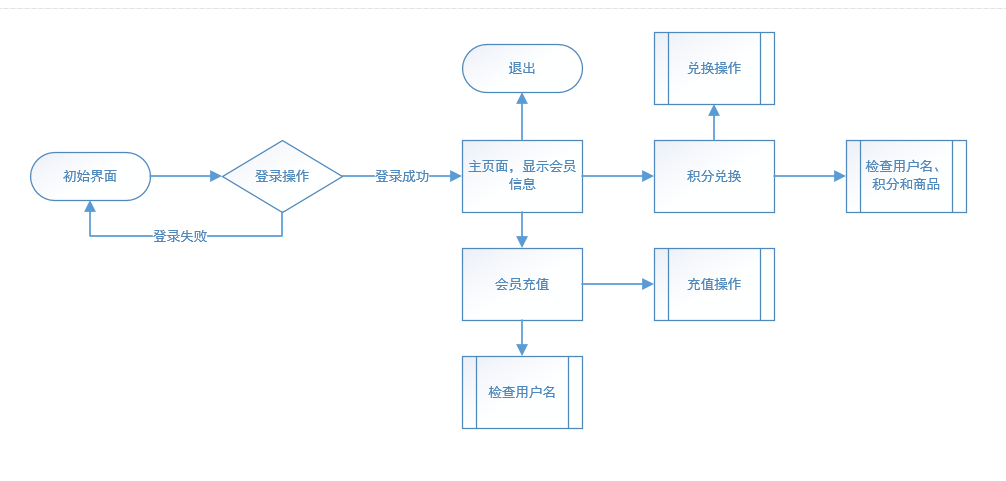 退出
兑换操作
初始界面
登录操作
登录成功
主页面，显示会员
信息
积分兑换
检查用户名、
积分和商品
登录失败
会员充值
充值操作
检查用户名